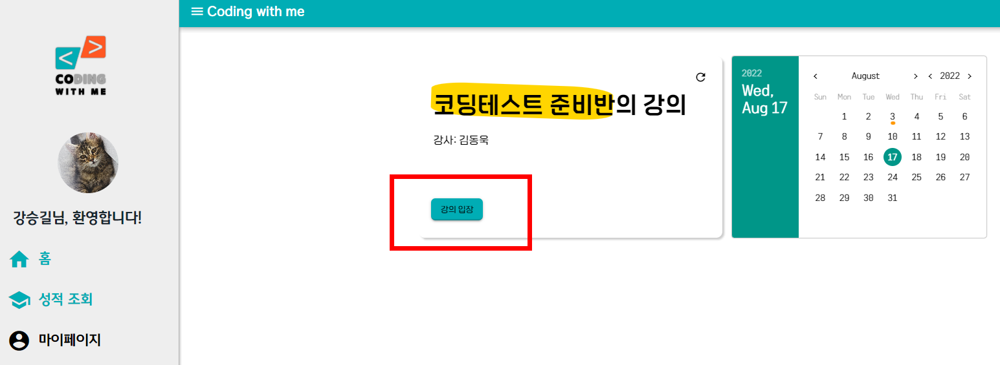 CODING
WITH ME
강승길님, 환영합니다!
홈
성적 조회
마이페이지
Coding with me
코딩테스트 준비반의 강의
강사: 김동욱
강의 입장
2022
Wed,
Aug 17
< August > < 2022 >
Sun Mon Tue Wed Thu Fri Sat
1 2 3 4 5 6
7 8 9 10 11 12 13
14 15 16 17 18 19 20
21 22 23 24 25 26 27
28 29 30 31